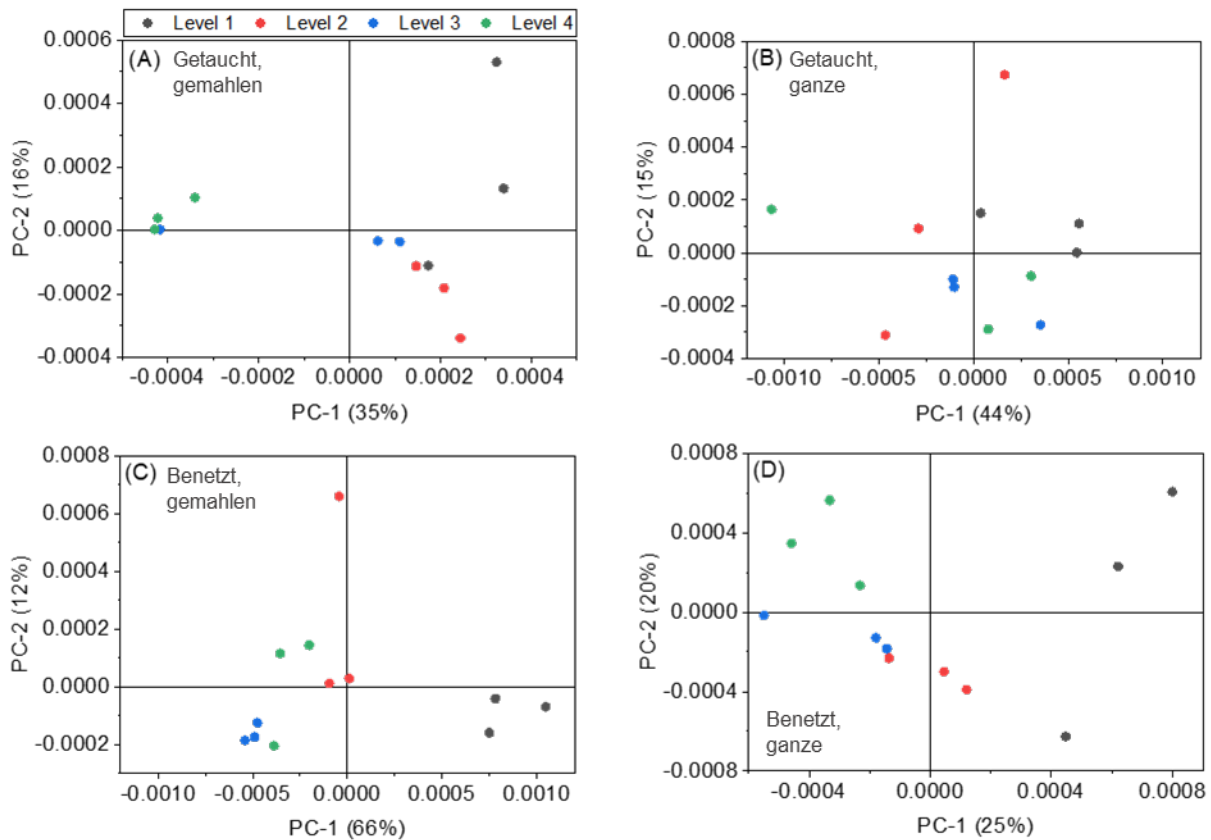 Level 1 Level 2 Level 3 Level 4
(A) Getaucht,
gemahlen
0.0006
0.0004
0.0002
0.0000
-0.0002
-0.0004
PC-2 (16%)
-0.0004 -0.0002 0.0000 0.0002 0.0004
PC-1 (35%)
(B) Getaucht,
ganze
0.0008
0.0006
0.0004
0.0002
0.0000
-0.0002
-0.0004
PC-2 (15%)
-0.0010 -0.0005 0.0000 0.0005 0.0010
PC-1 (44%)
(C) Benetzt,
gemahlen
0.0008
0.0006
0.0004
0.0002
0.0000
-0.0002
PC-2 (12%)
-0.0010 -0.0005 0.0000 0.0005 0.0010
PC-1 (66%)
(D)
0.0008
0.0004
0.0000
-0.0004
-0.0008
PC-2 (20%)
Benetzt,
ganze
-0.0004 0.0000 0.0004 0.0008
PC-1 (25%)